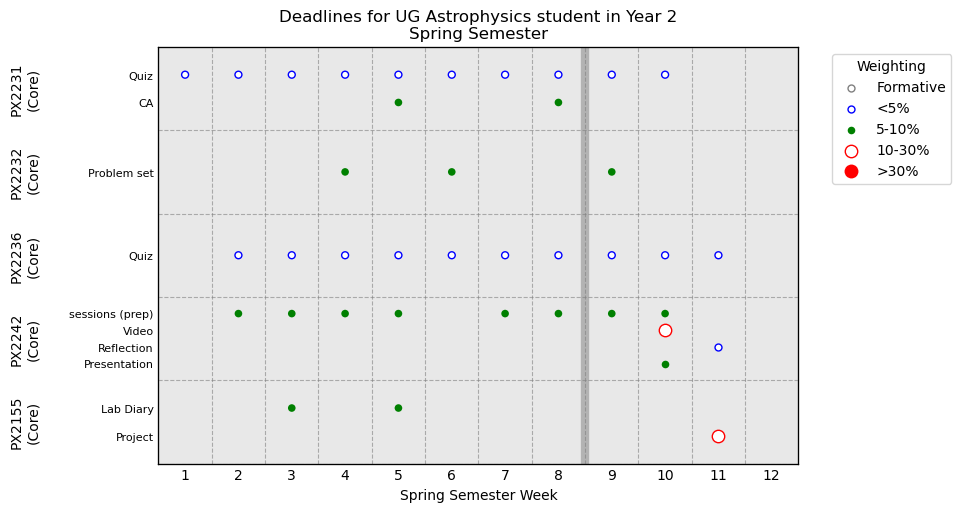 Deadlines for UG Astrophysics student in Year 2
Spring Semester
PX2231
(Core)
Quiz
CA
PX2232
(Core)
Problem set
PX2236
(Core)
Quiz
PX2242
(Core)
sessions (prep)
Video
Reflection
Presentation
PX2155
(Core)
Lab Diary
Project
1 2 3 4 5 6 7 8 9 10 11 12
Spring Semester Week
Weighting
Formative
<5%
5-10%
10-30%
>30%